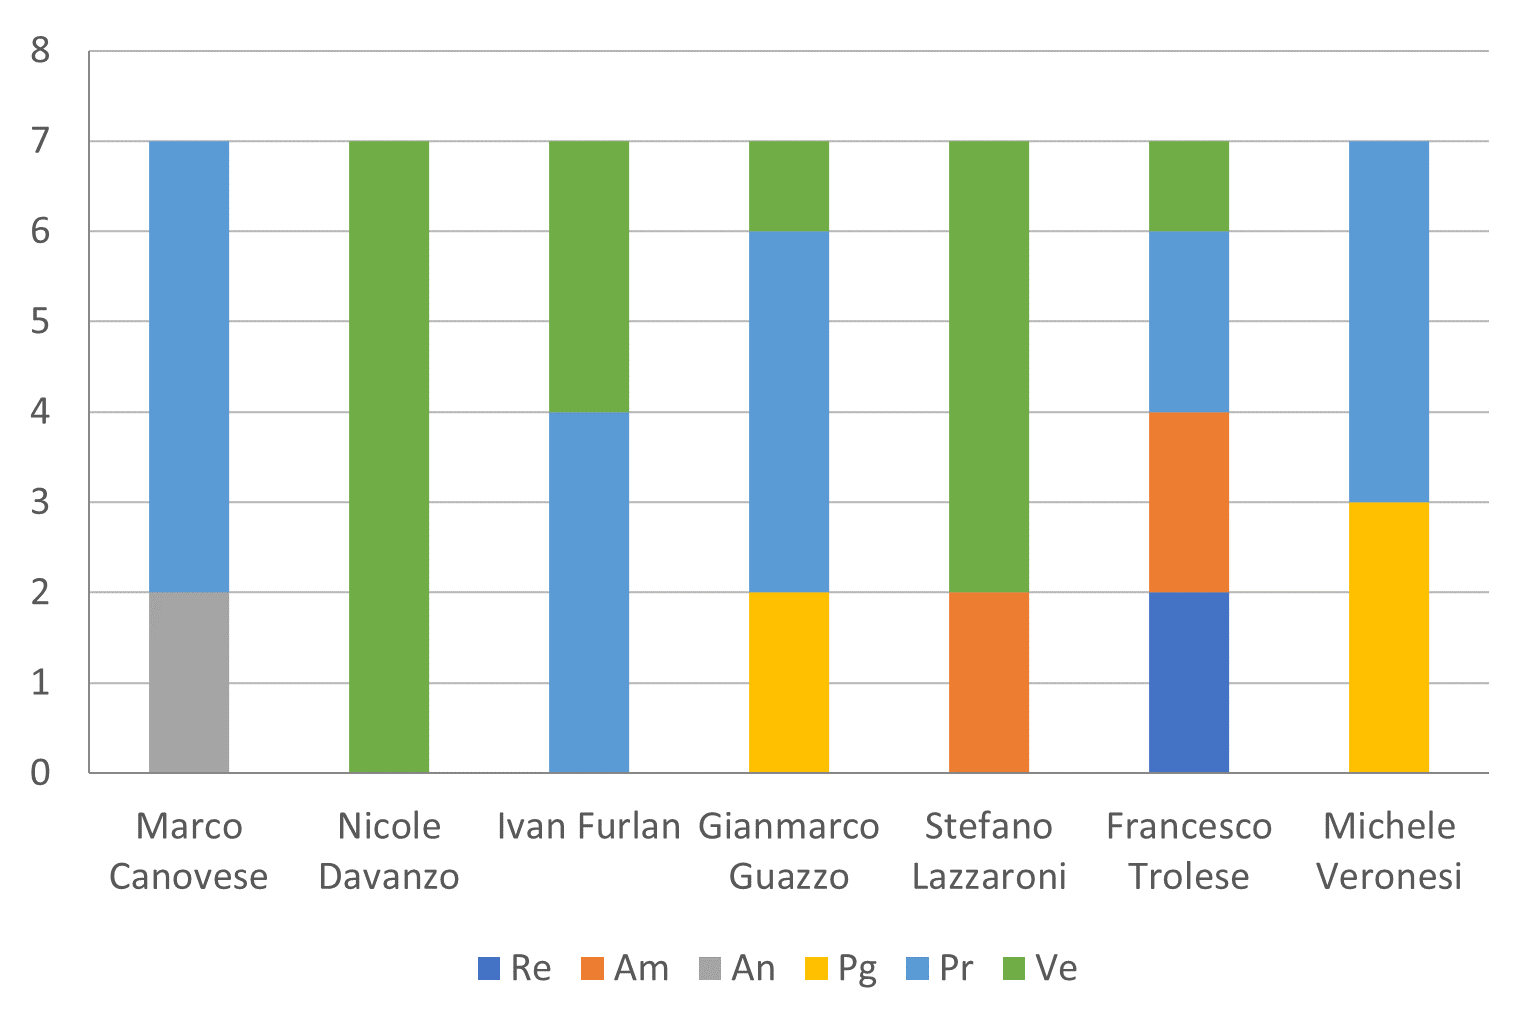 8
7
6
5
4
3
2
1
0
Marco Canovese
Nicole Davanzo
Ivan Furlan
Gianmarco Guazzo
Stefano Lazzaroni
Francesco Trolese
Michele Veronesi
Re Am An Pg Pr Ve